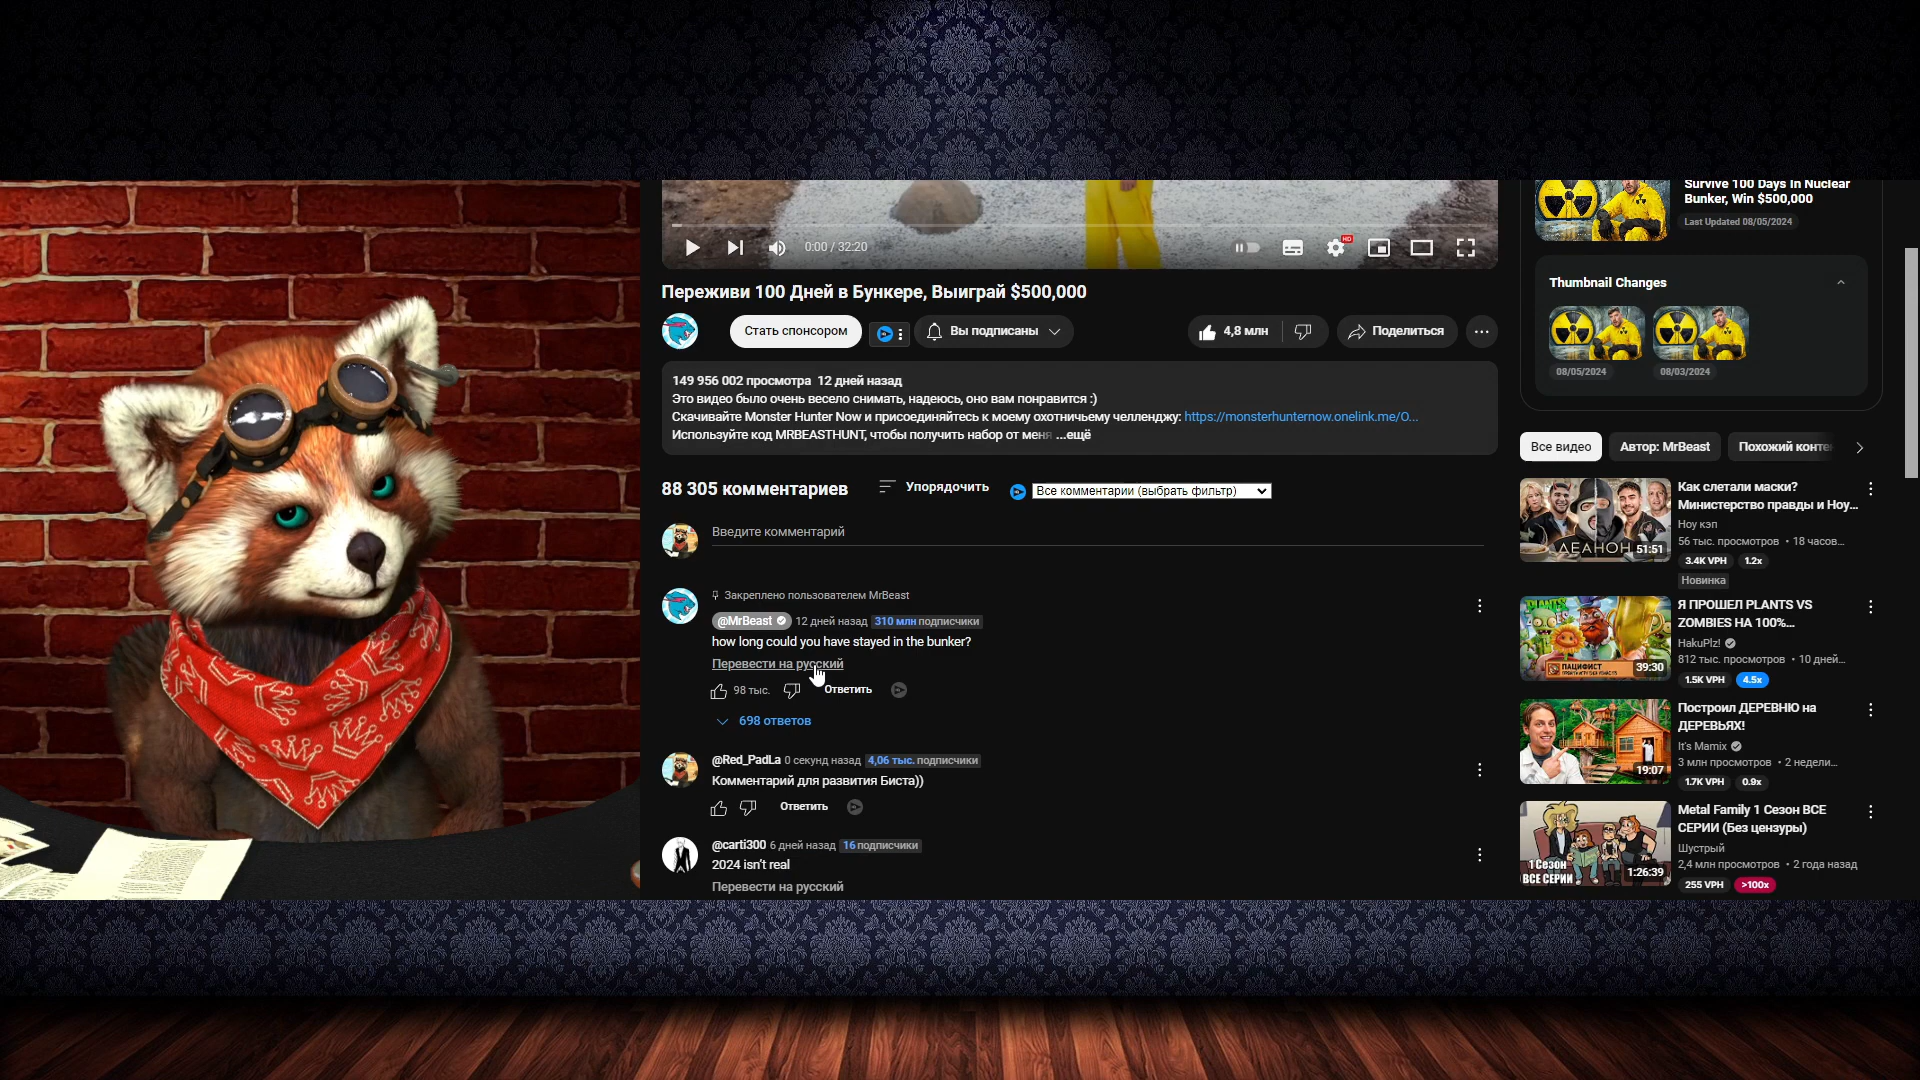 0:00 / 32:20
HD
Переживи 100 Дней в Бункере, Выиграй $500,000
Стать спонсором
Вы подписаны
4,8 млн
Поделиться
149 956 002 просмотра 12 дней назад
Это видео было очень весело снимать, надеюсь, оно вам понравится :)
Скачивайте Monster Hunter Now и присоединяйтесь к моему охотничьему челленджу: https://monsterhunternow.onelink.me/O...
Используйте код MRBEASTHUNT, чтобы получить набор от меня ...ещё
88 305 комментариев
Упорядочить
Все комментарии (выбрать фильтр)
Введите комментарий
Закреплено пользователем MrBeast
@MrBeast 12 дней назад 310 млн подписчики
how long could you have stayed in the bunker?
Перевести на русский
98 тыс.
Ответить
698 ответов
@Red_PadLa 0 секунд назад 4,06 тыс. подписчики
Комментарий для развития Биста))
Ответить
@carti300 6 дней назад 16 подписчики
2024 isn't real
Перевести на русский
Survive 100 Days In Nuclear
Bunker, Win $500,000
Last Updated 08/05/2024
Thumbnail Changes
08/05/2024
08/03/2024
Все видео
Автор: MrBeast
Похожий конте
ДЕАНОН
51:51
Как слетали маски?
Министерство правды и Ноу...
Ноу кэп
56 тыс. просмотров • 18 часов...
3.4K VPH
1.2x
Новинка
PLANTS
ПАЦИФИСТ
39:30
Я ПРОШЕЛ PLANTS VS
ZOMBIES НА 100%...
HakuPlz!
812 тыс. просмотров • 10 дней...
1.5K VPH
4.5x
19:07
Построил ДЕРЕВНЮ на
ДЕРЕВЬЯХ!
It's Mamix
3 млн просмотров • 2 недели...
1.7K VPH
0.9x
1 Сезон
ВСЕ СЕРИИ
1:26:39
Metal Family 1 Сезон ВСЕ
СЕРИИ (Без цензуры)
Шустрый
2,4 млн просмотров • 2 года назад
255 VPH
>100x